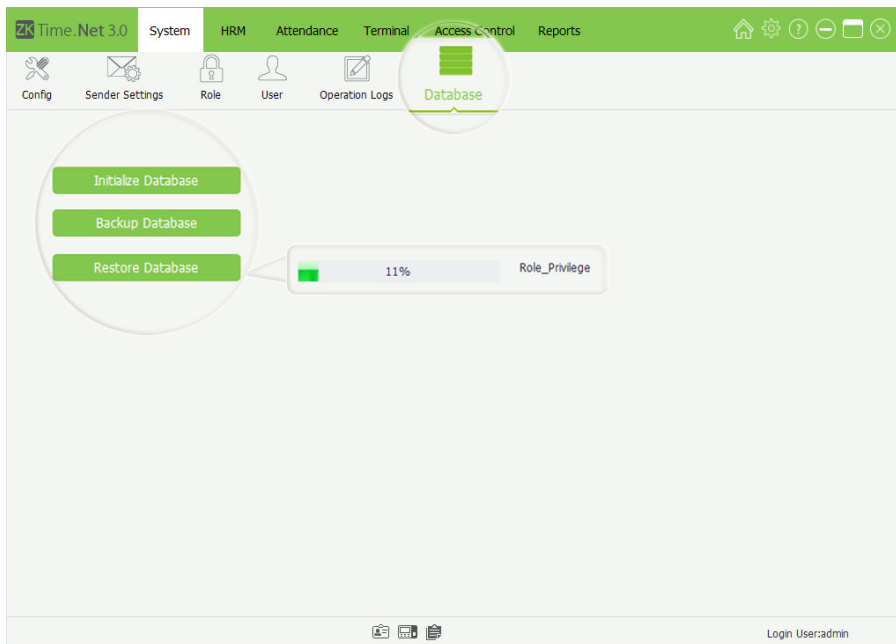 ZK Time.Net 3.0 System HRM Attendance Terminal Access Control Reports
Config Sender Settings Role User Operation Logs Database
Initialize Database
Backup Database
Restore Database
11% Role_Privilege
Login User:admin